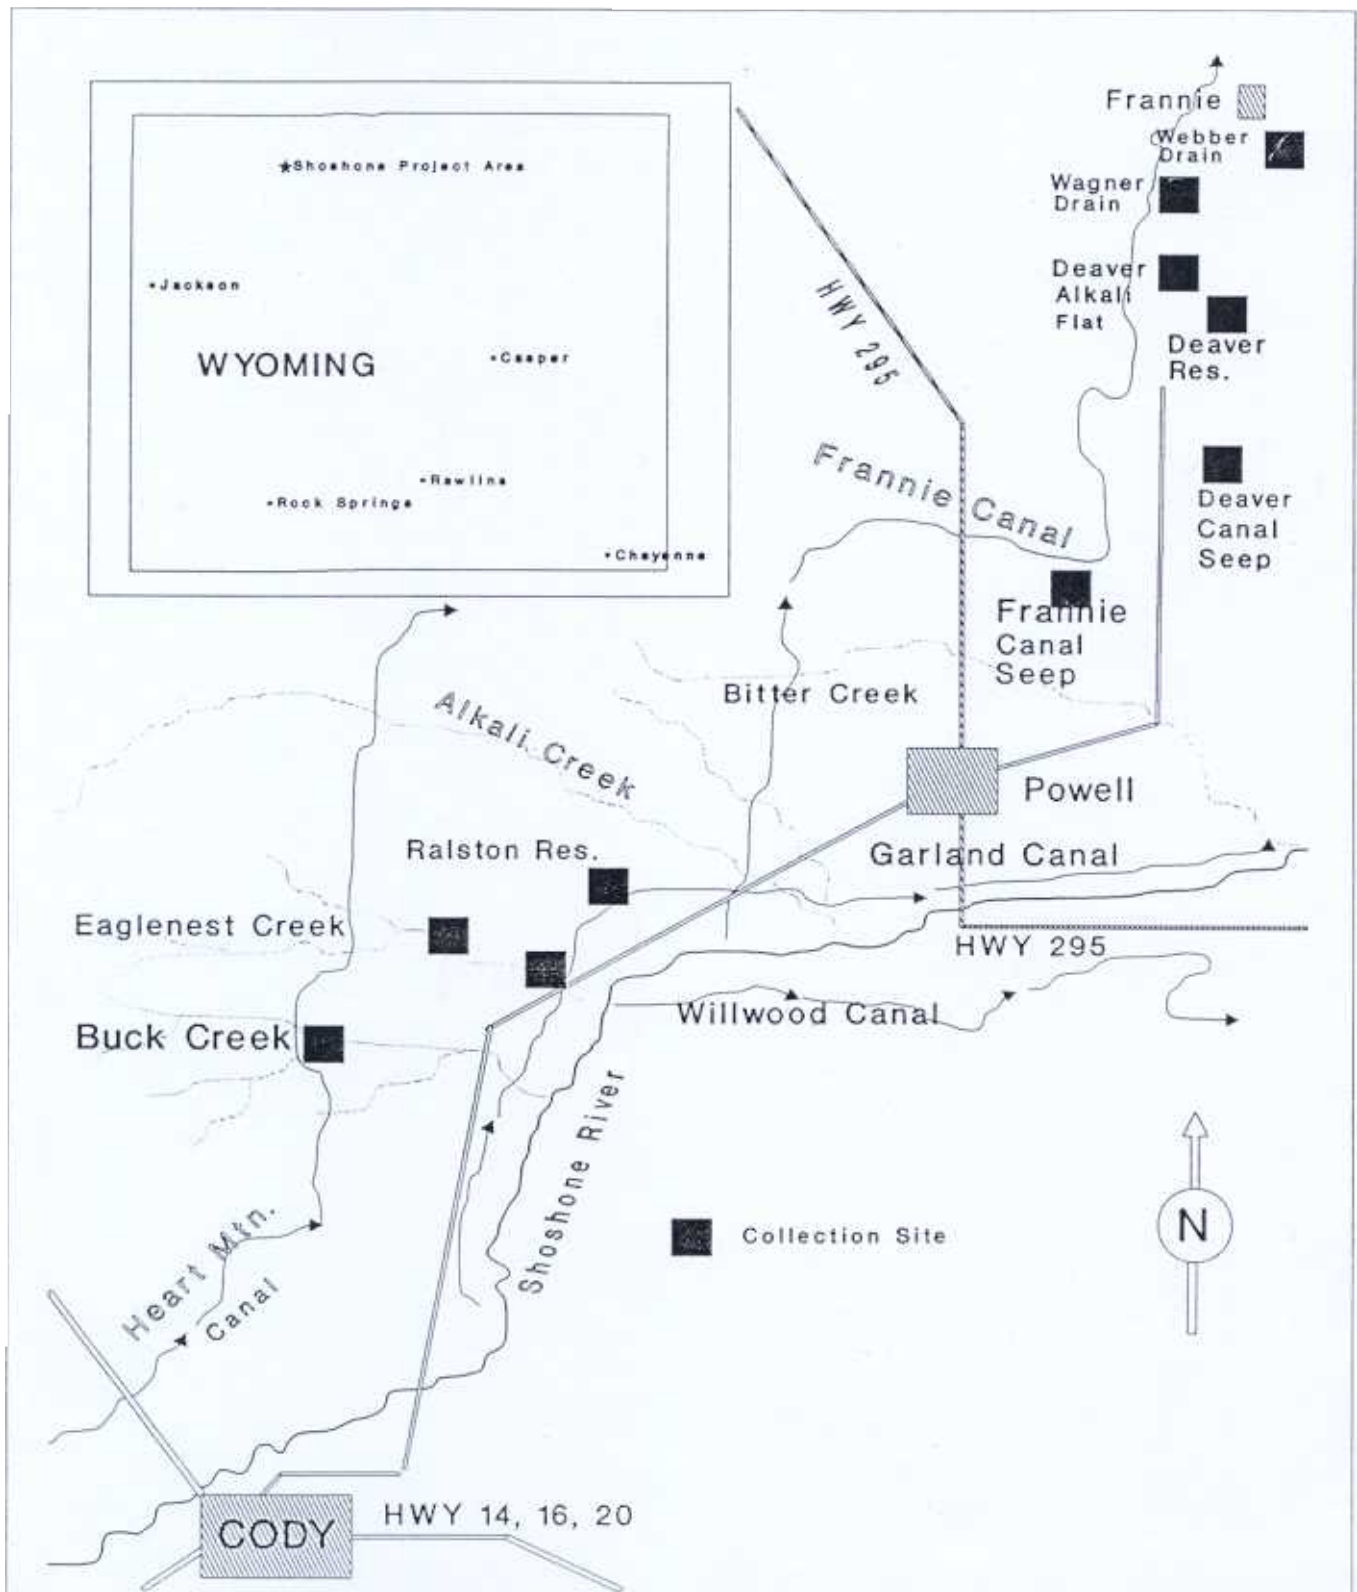 Frannie
Webber
Drain
Wagner
Drain
Shoshone Project Area
Jackson
WYOMING
Casper
Rawlins
Rock Springs
Cheyenne
HWY 295
Deaver
Alkali
Flat
Deaver
Res.
Frannie Canal
Deaver
Canal
Seep
Frannie
Canal
Seep
Bitter Creek
Alkali Creek
Powell
Ralston Res.
Garland Canal
Eaglenest Creek
HWY 295
Willwood Canal
Buck Creek
Shoshone River
Heart Mtn.
Canal
Collection Site
N
CODY
HWY 14, 16, 20